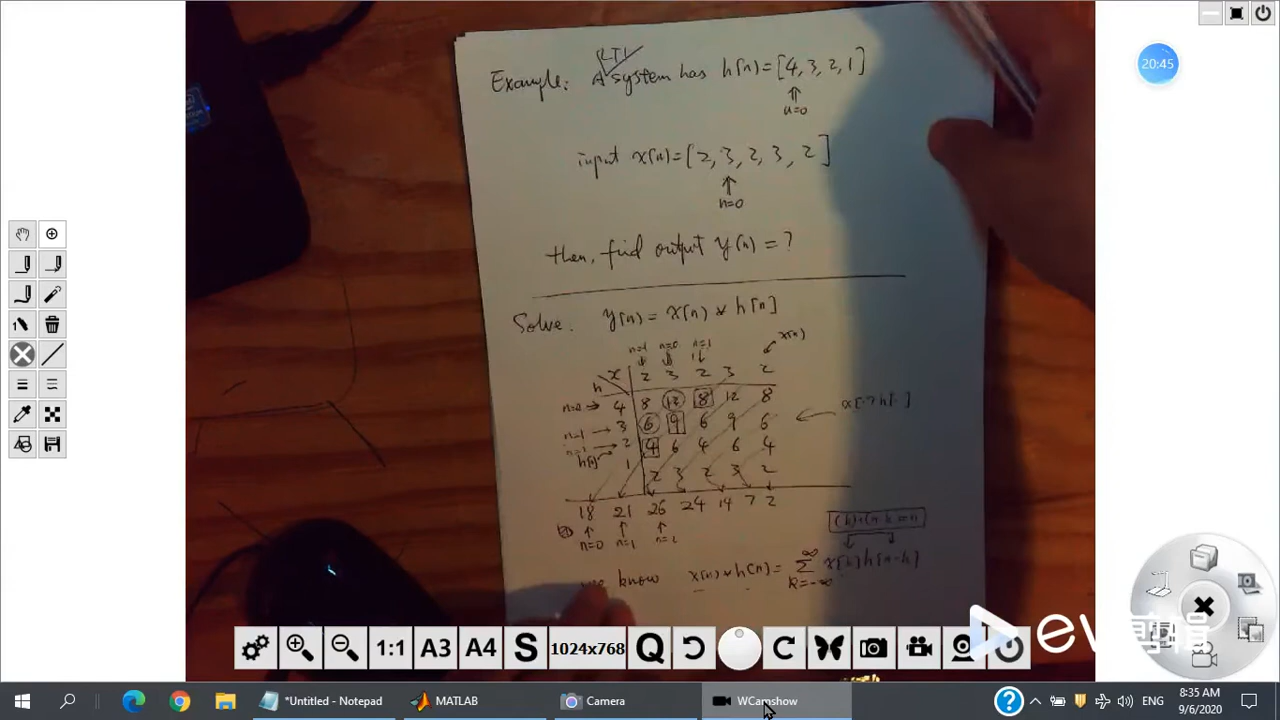 20:45
LTI
Example: A system has h[n]=[4, 3, 2, 1]
⇑
n=0
input x[n]=[2, 3, 2, 3, 2]
⇑
n=0
then, find output y[n]=?
Solve. y[n] = x[n] * h[n]
n=-1 n=0 n=1 x[n]
h x 2 3 2 3 2
n=0 → 4 8 12 8 12 8
n=1 → 3 6 9 6 9 6
2 4 6 4 6 4
h[n]
1 2 3 2 3 2
18 21 26 24 14 7 2
n=0 n=1 n=2
we know x[n] * h[n] = ∑ x[k]h[n-k]
∞
k=-∞
1:1 A3 A4 S 1024x768 Q
*Untitled - Notepad MATLAB Camera WCamshow
ENG
8:35 AM
9/6/2020